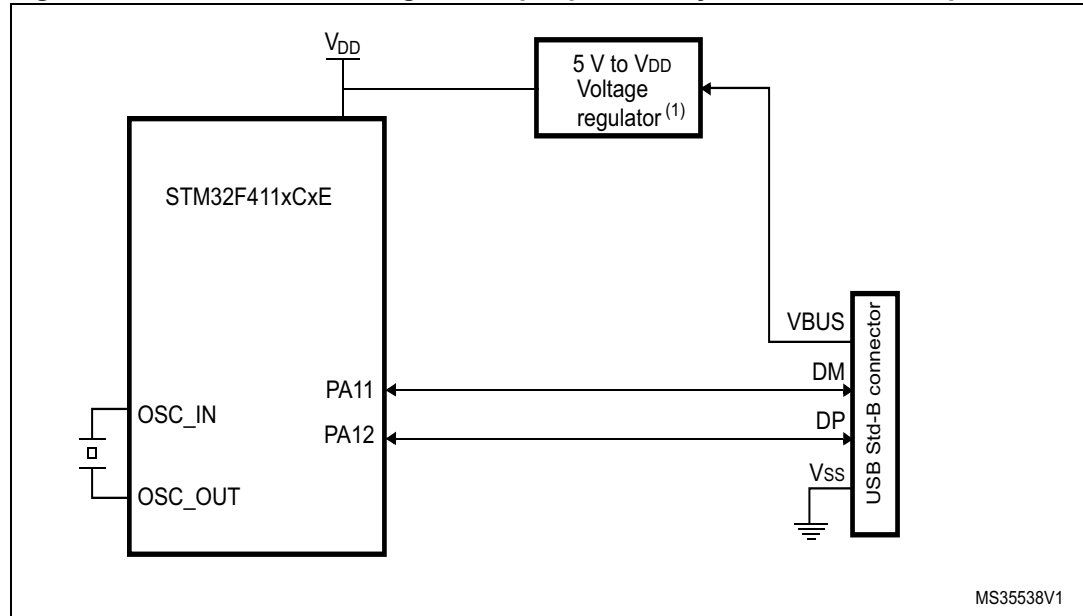 VDD
5 V to VDD
Voltage
regulator (1)
STM32F411xCxE
VBUS
DM
PA11
OSC_IN
DP
PA12
VSS
OSC_OUT
USB Std-B connector
MS35538V1